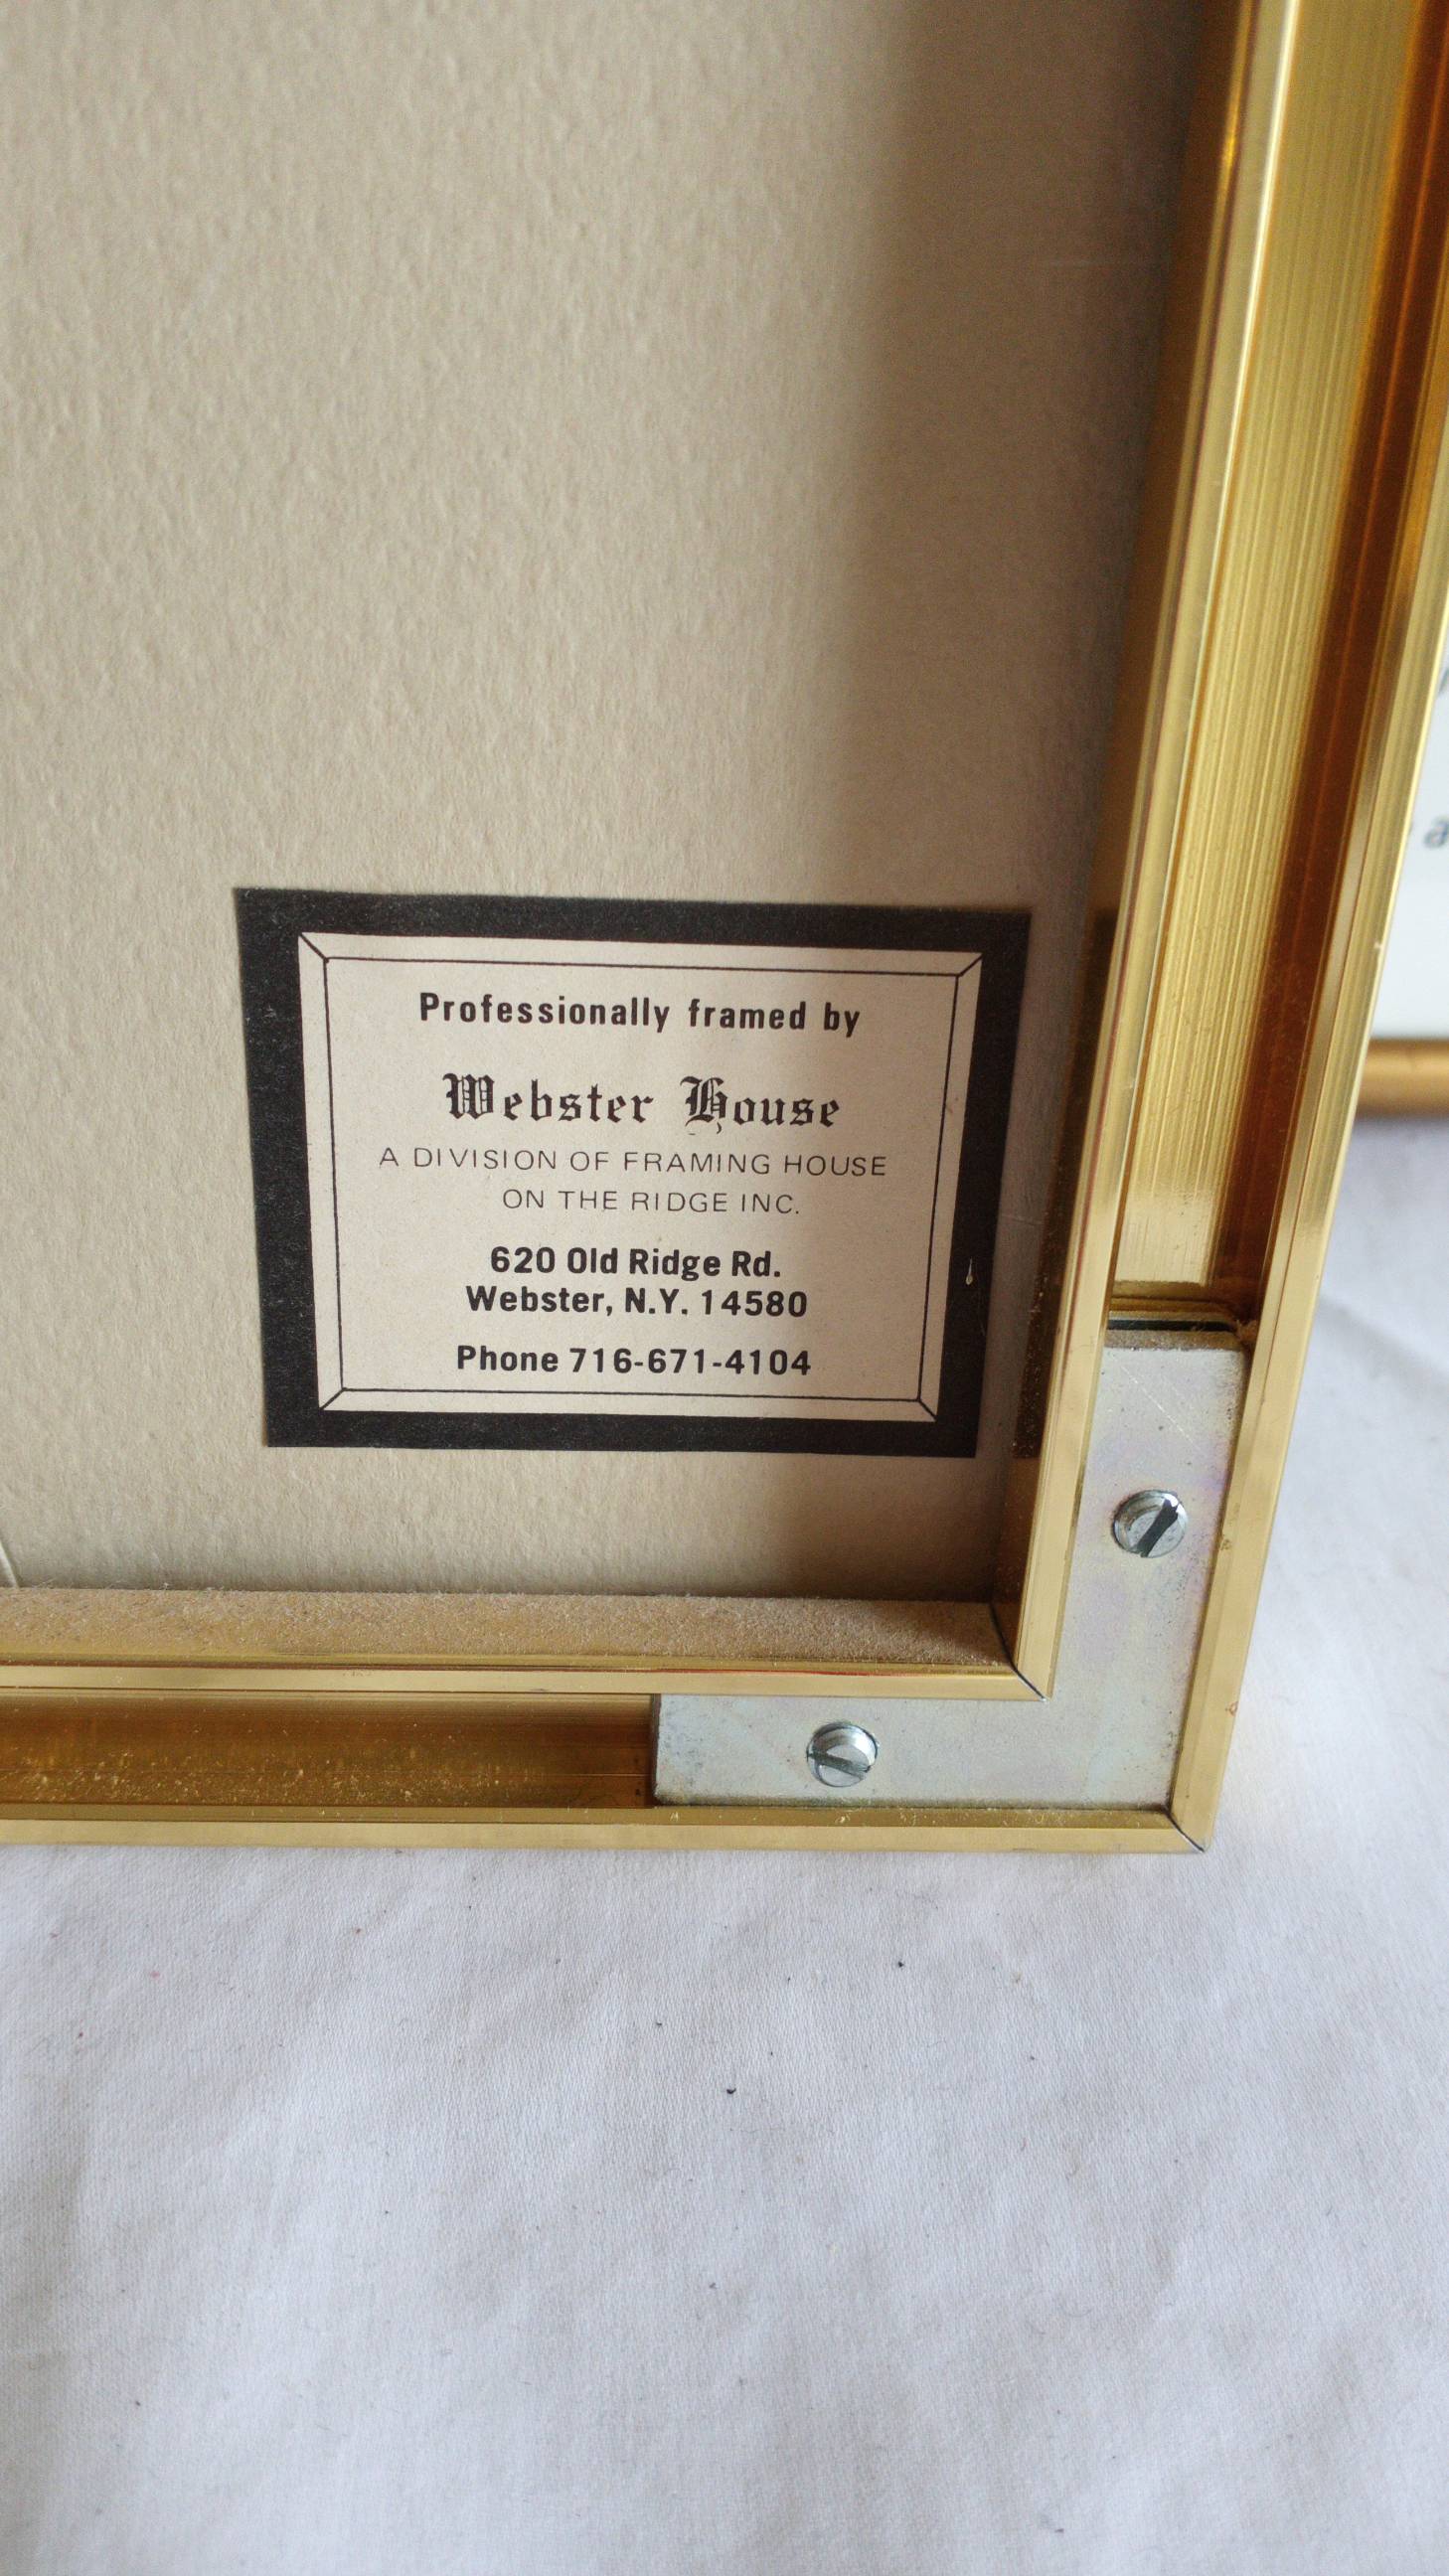 Professionally framed by
Webster House
A DIVISION OF FRAMING HOUSE
ON THE RIDGE INC.
620 Old Ridge Rd.
Webster, N.Y. 14580
Phone 716-671-4104